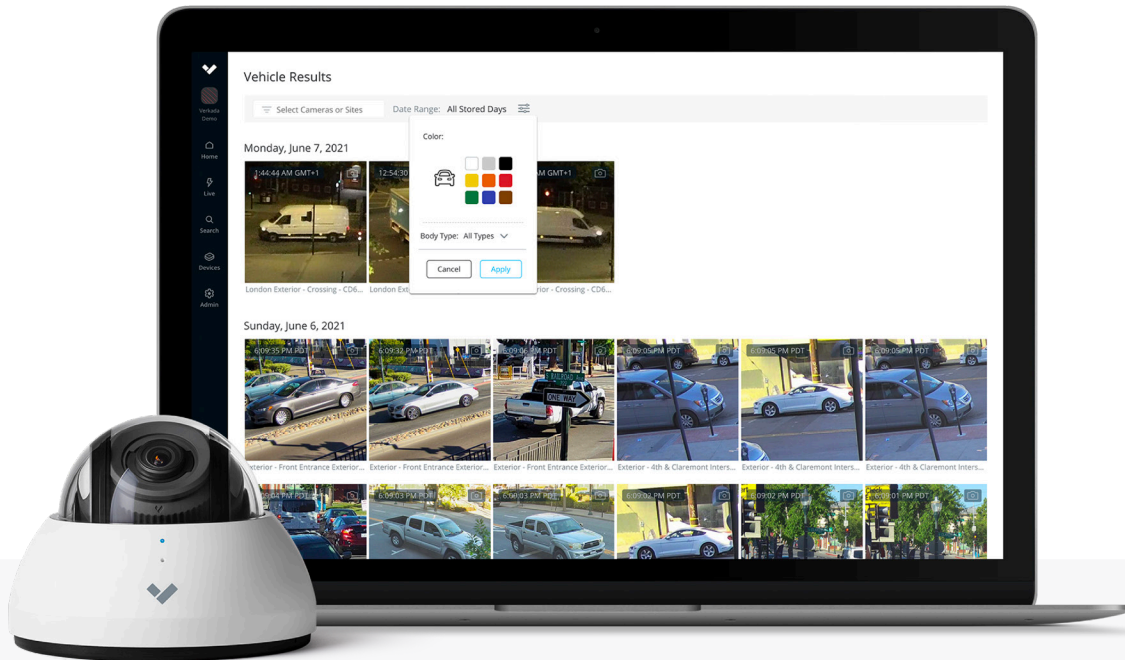 Vehicle Results
Verkada
Demo
Home
Live
Search
Devices
Admin
Select Cameras or Sites
Date Range: All Stored Days
Color:
Body Type: All Types
Cancel
Apply
Monday, June 7, 2021
1:44:44 AM GMT+1
12:54:30
AM GMT+1
London Exterior - Crossing - CD6...
London Ext
rior - Crossing - CD6...
Sunday, June 6, 2021
6:09:35 PM PDT
6:09:32 PM PDT
6:09:06 PM PDT
6:09:05 PM PDT
6:09:05 PM PDT
6:09:05 PM PDT
RAILROAD
ONE WAY
xterior - Front Entrance Exterior...
Exterior - Front Entrance Exterior...
Exterior - Front Entrance Exterior...
Exterior - 4th & Claremont Inters...
Exterior - 4th & Claremont Inters...
Exterior - 4th & Claremont Inters...
:09:04 PM PDT
6:09:03 PM PDT
6:09:03 PM PDT
6:09:02 PM PDT
6:09:02 PM PDT
6:09:01 PM PDT